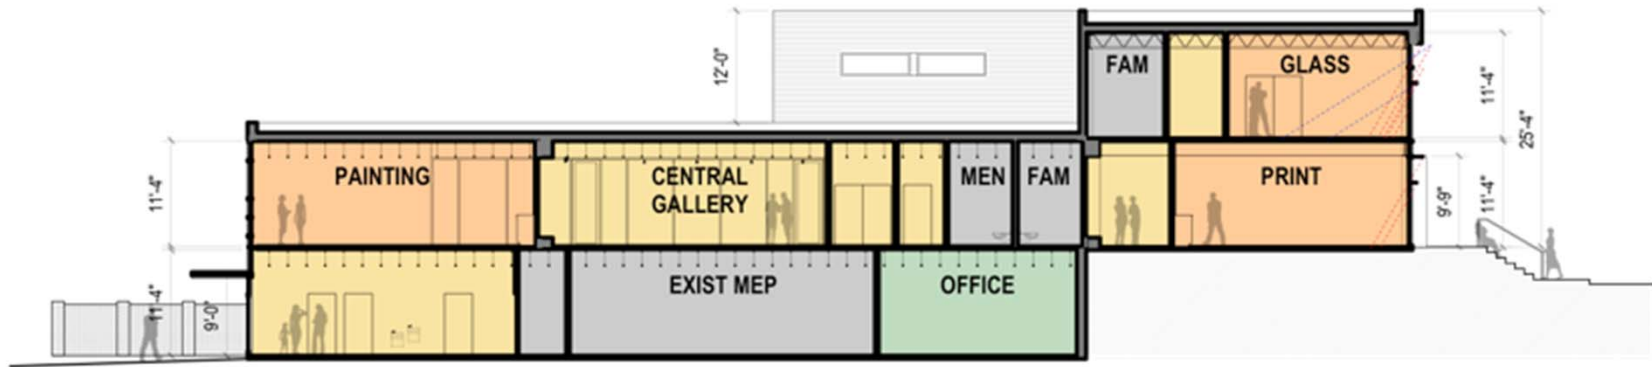 12'-0"
FAM
GLASS
11'-4"
25'-4"
11'-4"
PAINTING
CENTRAL
GALLERY
MEN
FAM
PRINT
9'-9"
11'-4"
11'-4"
9'-0"
EXIST MEP
OFFICE